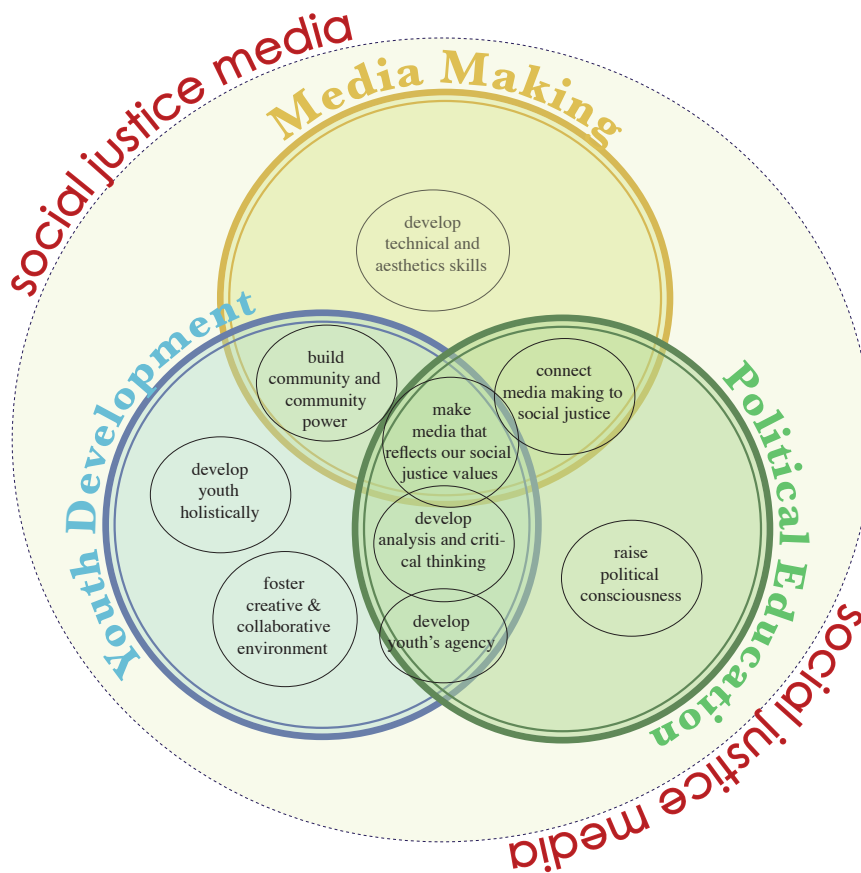 social justice media
Media Making
develop
technical and
aesthetics skills
Youth Development
build
community and
community
power
connect
media making to
social justice
Political Education
make
media that
reflects our social
justice values
develop
youth
holistically
develop
analysis and criti-
cal thinking
raise
political
consciousness
foster
creative &
collaborative
environment
develop
youth’s agency
social justice media